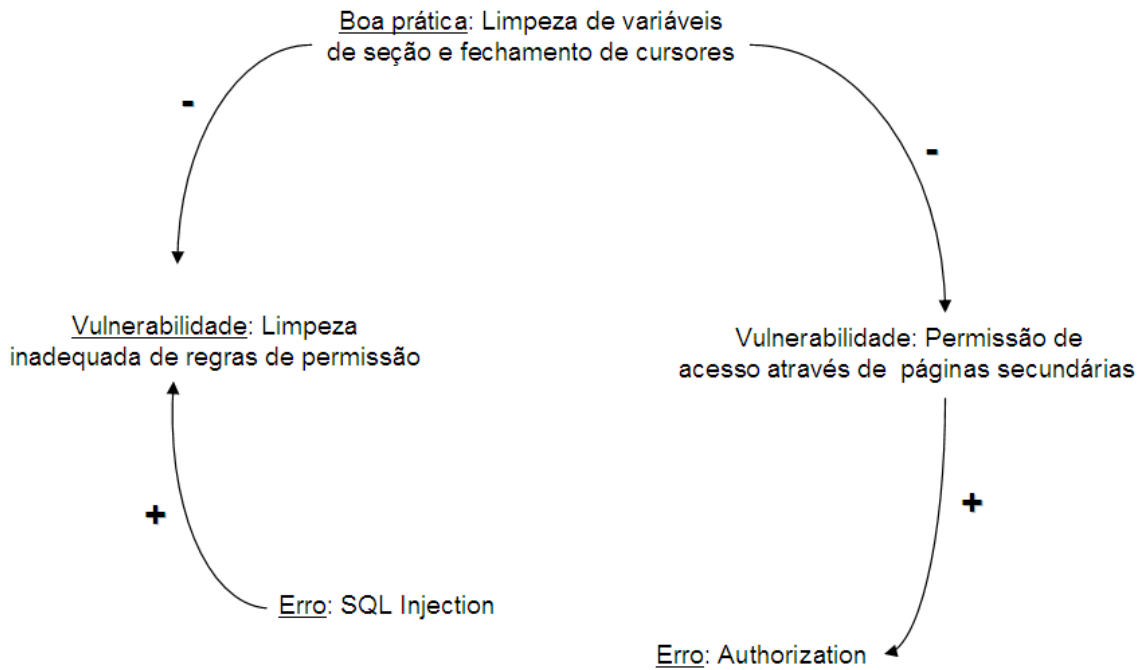 Boa prática: Limpeza de variáveis
de seção e fechamento de cursores
-
-
Vulnerabilidade: Limpeza
inadequada de regras de permissão
Vulnerabilidade: Permissão de
acesso através de páginas secundárias
+
+
Erro: SQL Injection
Erro: Authorization